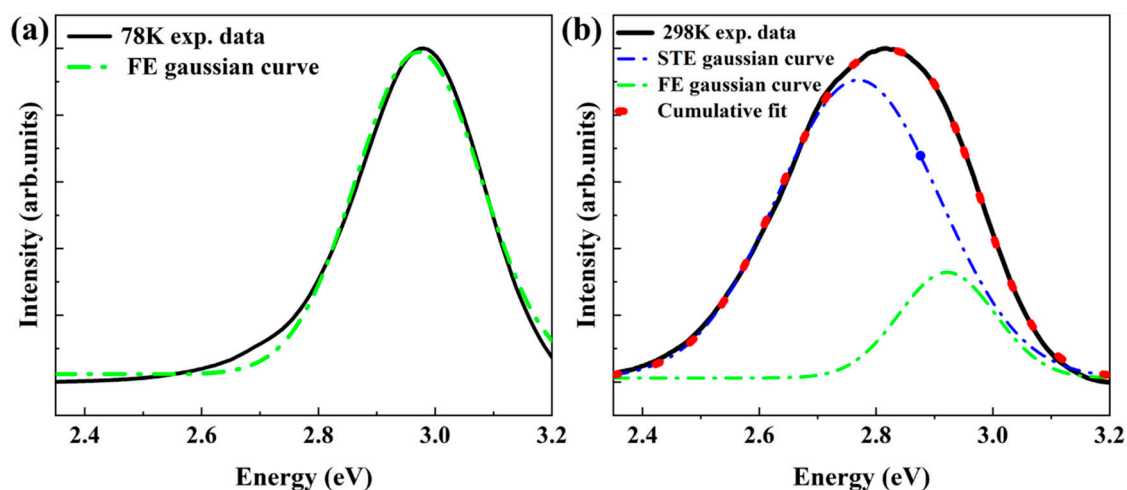 (a)
78K exp. data
FE gaussian curve
Intensity (arb.units)
2.4 2.6 2.8 3.0 3.2
Energy (eV)
(b)
298K exp. data
STE gaussian curve
FE gaussian curve
Cumulative fit
Intensity (arb.units)
2.4 2.6 2.8 3.0 3.2
Energy (eV)